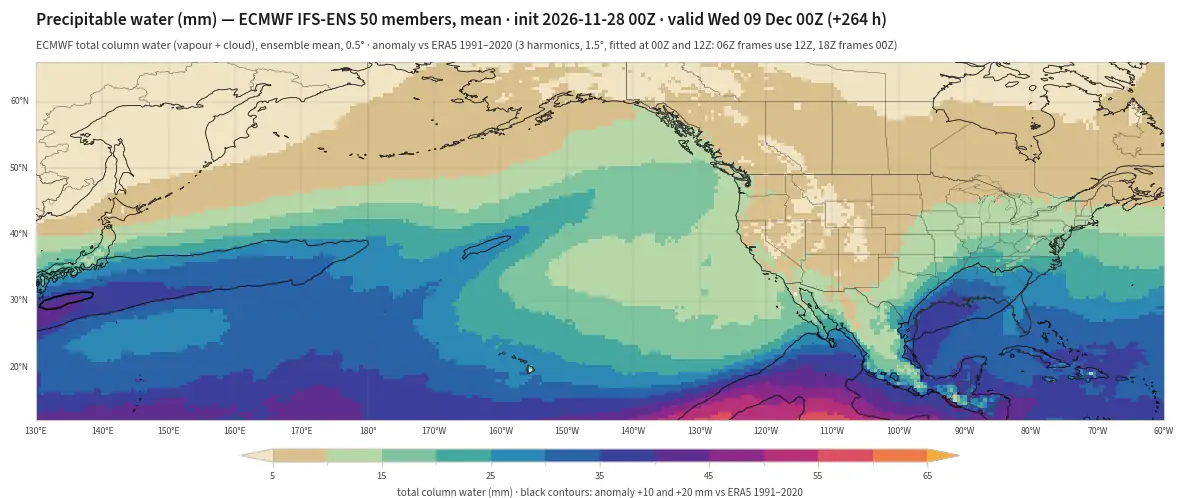 Precipitable water (mm) — ECMWF IFS-ENS 50 members, mean · init 2026-11-28 00Z · valid Wed 09 Dec 00Z (+264 h)
ECMWF total column water (vapour + cloud), ensemble mean, 0.5° · anomaly vs ERA5 1991–2020 (3 harmonics, 1.5°, fitted at 00Z and 12Z: 06Z frames use 12Z, 18Z frames 00Z)
60°N
50°N
40°N
30°N
20°N
130°E 140°E 150°E 160°E 170°E 180° 170°W 160°W 150°W 140°W 130°W 120°W 110°W 100°W 90°W 80°W 70°W 60°W
5 15 25 35 45 55 65
total column water (mm) · black contours: anomaly +10 and +20 mm vs ERA5 1991–2020